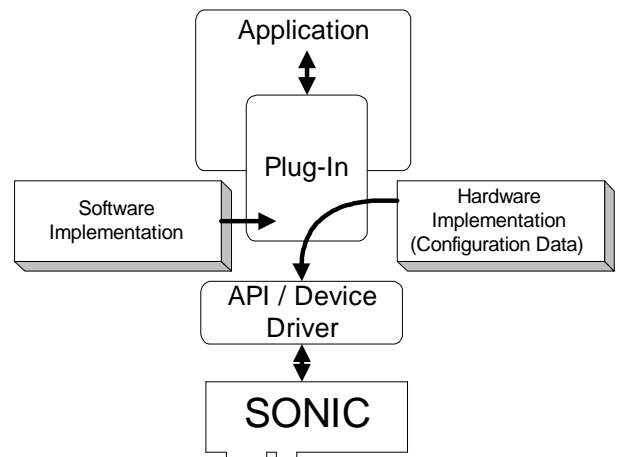 Application
Plug-In
Software
Implementation
Hardware
Implementation
(Configuration Data)
API / Device
Driver
SONIC